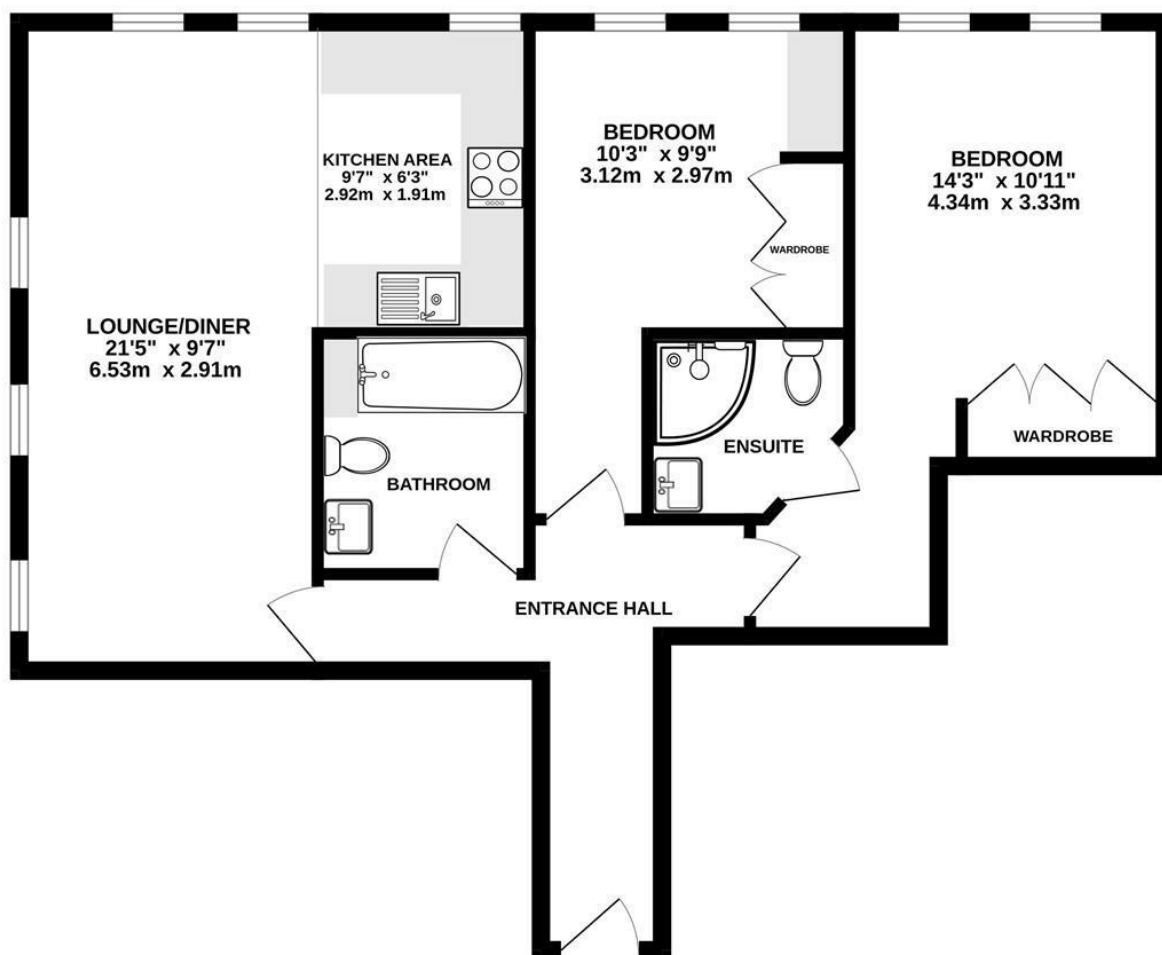 KITCHEN AREA
9'7" x 6'3"
2.92m x 1.91m
BEDROOM
10'3" x 9'9"
3.12m x 2.97m
BEDROOM
14'3" x 10'11"
4.34m x 3.33m
WARDROBE
LOUNGE/DINER
21'5" x 9'7"
6.53m x 2.91m
WARDROBE
ENSUITE
BATHROOM
ENTRANCE HALL